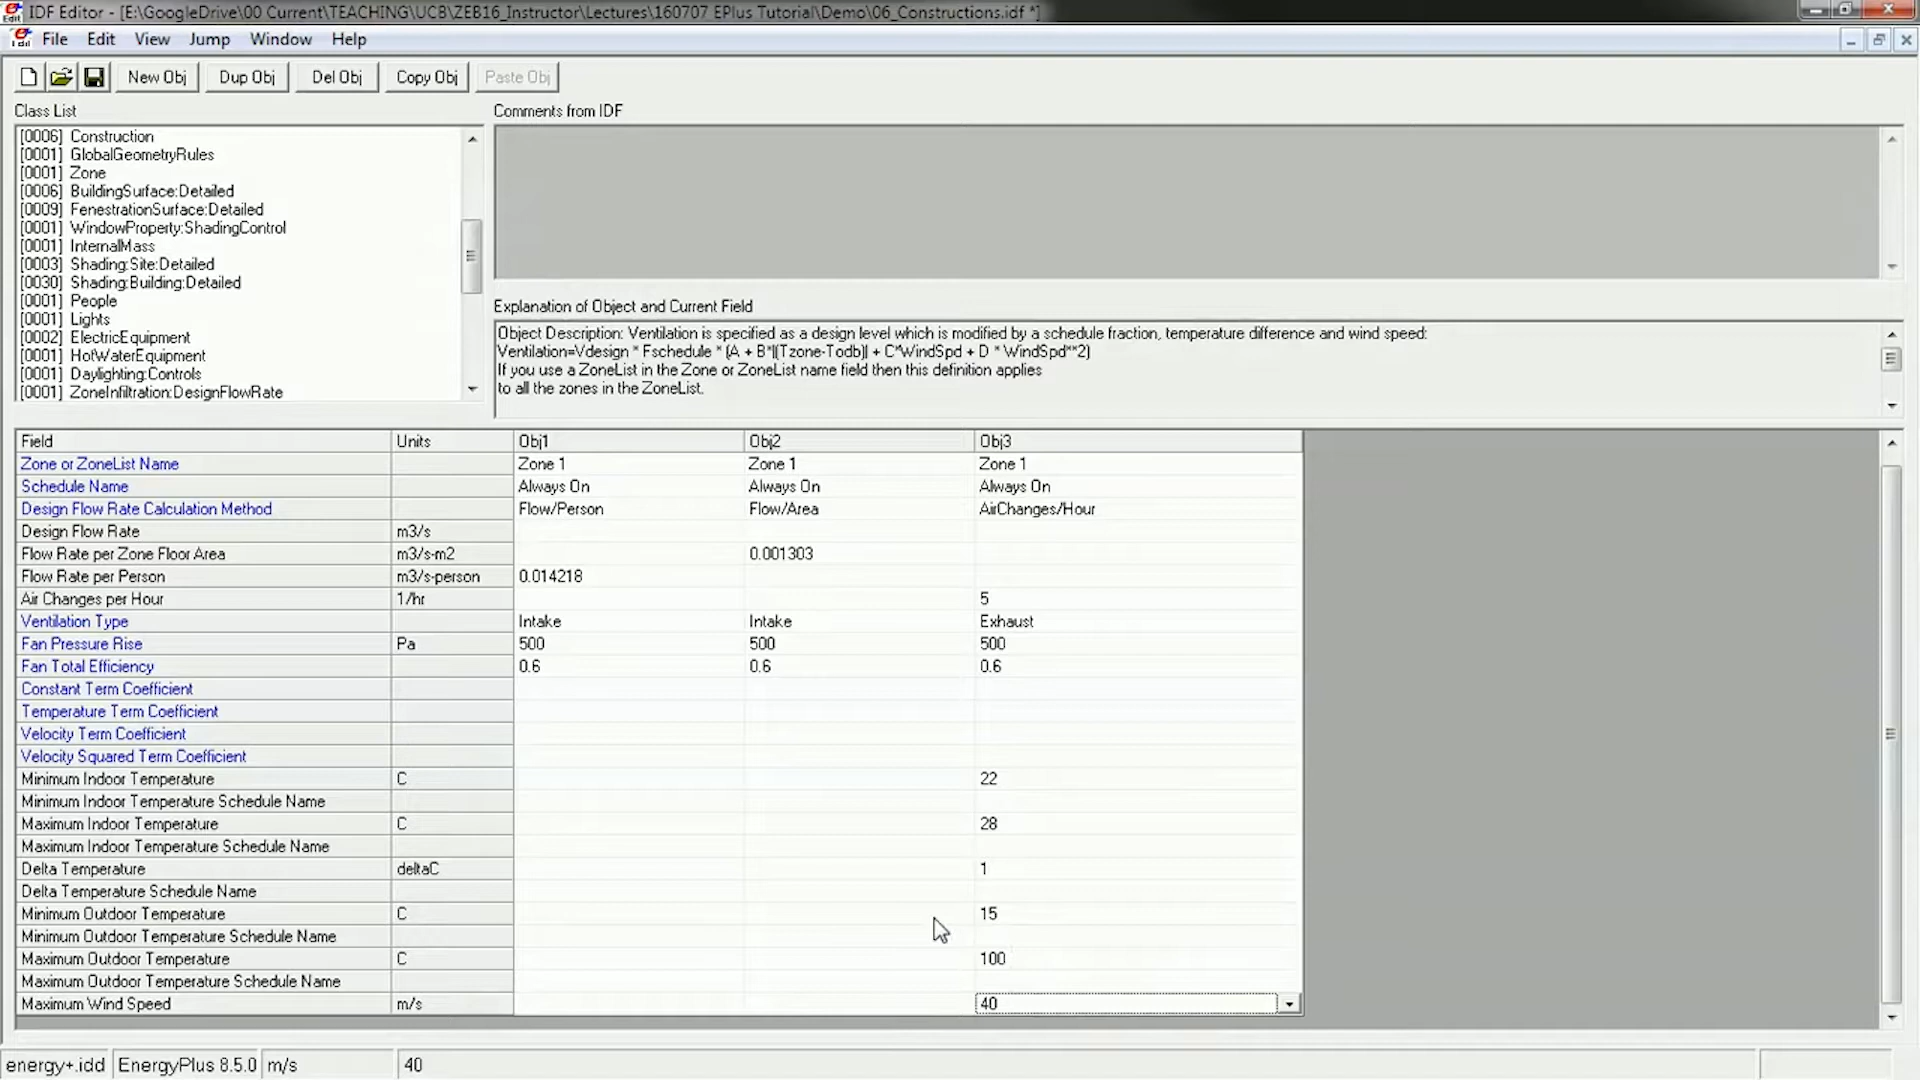 IDF Editor - [E:\GoogleDrive\00 Current\TEACHING\UCB\ZEB16_Instructor\Lectures\160707 EPlus Tutorial\Demo\06_Constructions.idf *]
File Edit View Jump Window Help
New Obj Dup Obj Del Obj Copy Obj Paste Obj
Class List
[0006] Construction
[0001] GlobalGeometryRules
[0001] Zone
[0006] BuildingSurface:Detailed
[0009] FenestrationSurface:Detailed
[0001] WindowProperty:ShadingControl
[0001] InternalMass
[0003] Shading:Site:Detailed
[0030] Shading:Building:Detailed
[0001] People
[0001] Lights
[0002] ElectricEquipment
[0001] HotWaterEquipment
[0001] Daylighting:Controls
[0001] ZoneInfiltration:DesignFlowRate
Comments from IDF
Explanation of Object and Current Field
Object Description: Ventilation is specified as a design level which is modified by a schedule fraction, temperature difference and wind speed:
Ventilation=Vdesign * Fschedule * (A + B*|(Tzone-Todb)| + C*WindSpd + D * WindSpd**2)
If you use a ZoneList in the Zone or ZoneList name field then this definition applies
to all the zones in the ZoneList.
Field Units Obj1 Obj2 Obj3
Zone or ZoneList Name Zone 1 Zone 1 Zone 1
Schedule Name Always On Always On Always On
Design Flow Rate Calculation Method Flow/Person Flow/Area AirChanges/Hour
Design Flow Rate m3/s
Flow Rate per Zone Floor Area m3/s-m2 0.001303
Flow Rate per Person m3/s-person 0.014218
Air Changes per Hour 1/hr 5
Ventilation Type Intake Intake Exhaust
Fan Pressure Rise Pa 500 500 500
Fan Total Efficiency 0.6 0.6 0.6
Constant Term Coefficient
Temperature Term Coefficient
Velocity Term Coefficient
Velocity Squared Term Coefficient
Minimum Indoor Temperature C 22
Minimum Indoor Temperature Schedule Name
Maximum Indoor Temperature C 28
Maximum Indoor Temperature Schedule Name
Delta Temperature deltaC 1
Delta Temperature Schedule Name
Minimum Outdoor Temperature C 15
Minimum Outdoor Temperature Schedule Name
Maximum Outdoor Temperature C 100
Maximum Outdoor Temperature Schedule Name
Maximum Wind Speed m/s 40
energy+.idd EnergyPlus 8.5.0 m/s 40